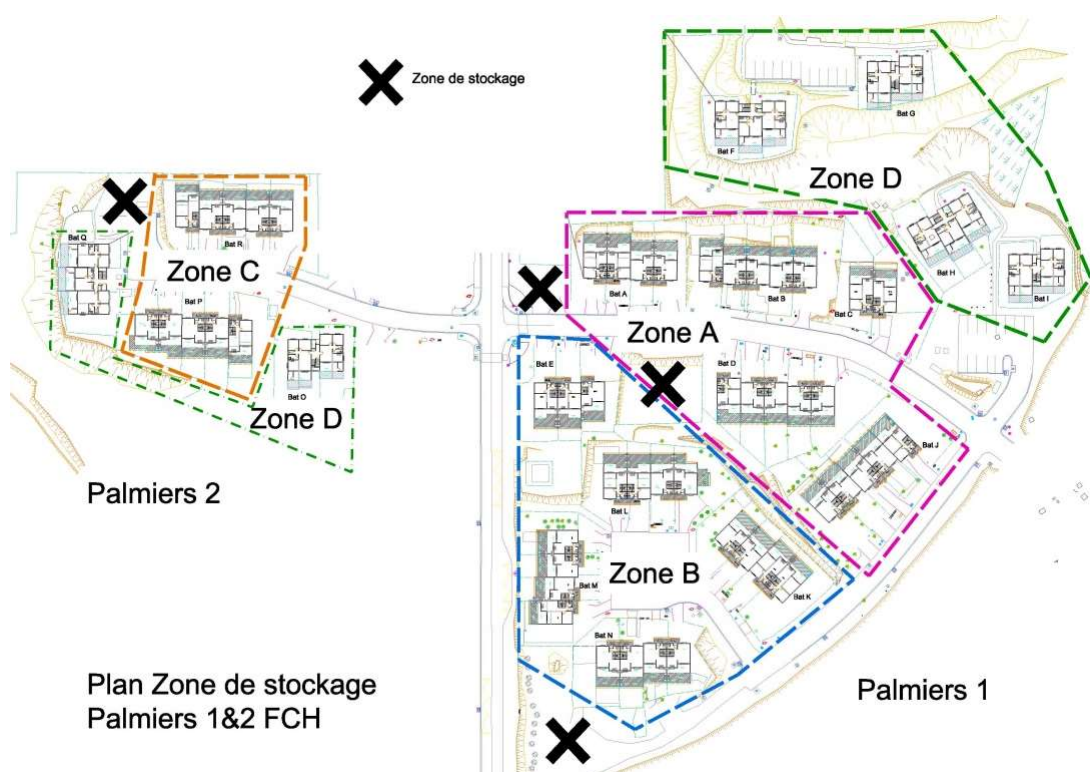 Zone de stockage
Bat G
Bat F
Zone D
Bat Q
Bat R
Zone C
Bat P
Bat H
Bat I
Bat A
Bat B
Bat C
Zone A
Bat E
Bat D
Bat O
Zone D
Bat J
Palmiers 2
Bat L
Zone B
Bat M
Bat K
Bat N
Plan Zone de stockage
Palmiers 1&2 FCH
Palmiers 1